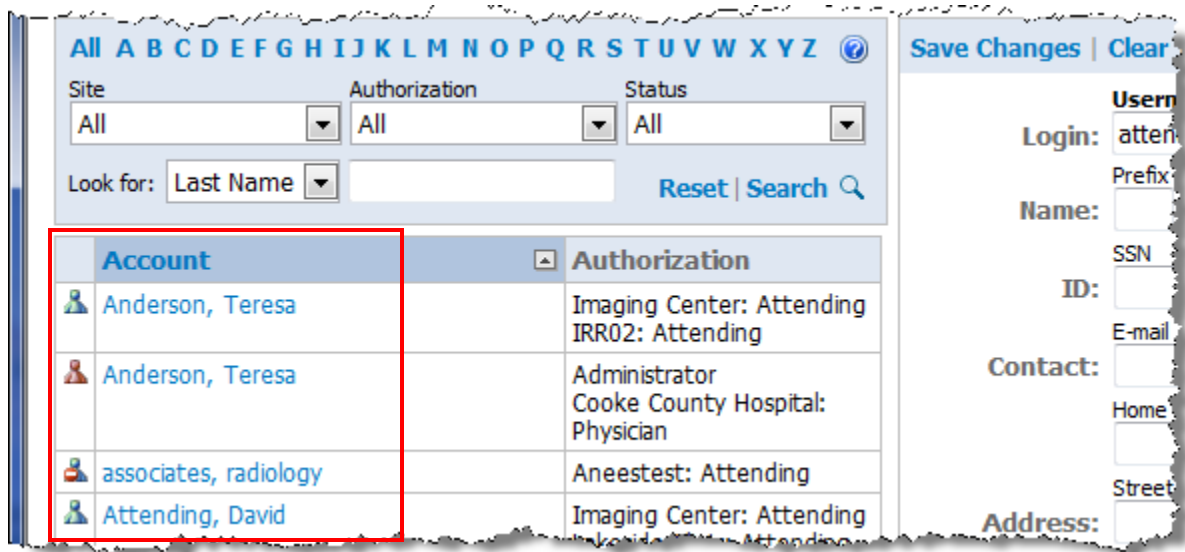 All A B C D E F G H I J K L M N O P Q R S T U V W X Y Z ?
Site Authorization Status
All All All
Look for: Last Name Reset | Search
Account Authorization
Anderson, Teresa Imaging Center: Attending
IRR02: Attending
Anderson, Teresa Administrator
Cooke County Hospital:
Physician
associates, radiology Aneestest: Attending
Attending, David Imaging Center: Attending
Save Changes | Clear
Usern
Login: atten
Prefix
Name:
SSN
ID:
E-mail
Contact:
Home
Street
Address: